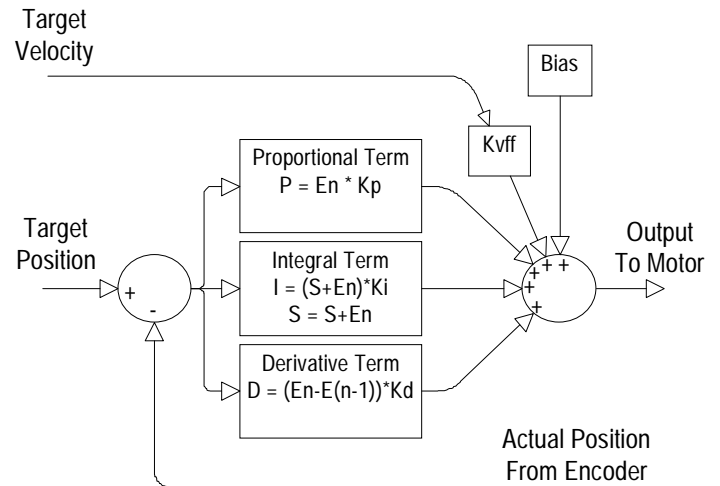 Target
Velocity
Bias
Kvff
Proportional Term
P = En * Kp
Target
Position
Integral Term
I = (S+En)*Ki
S = S+En
Derivative Term
D = (En-E(n-1))*Kd
+
-
+
+
+
+
+
Output
To Motor
Actual Position
From Encoder